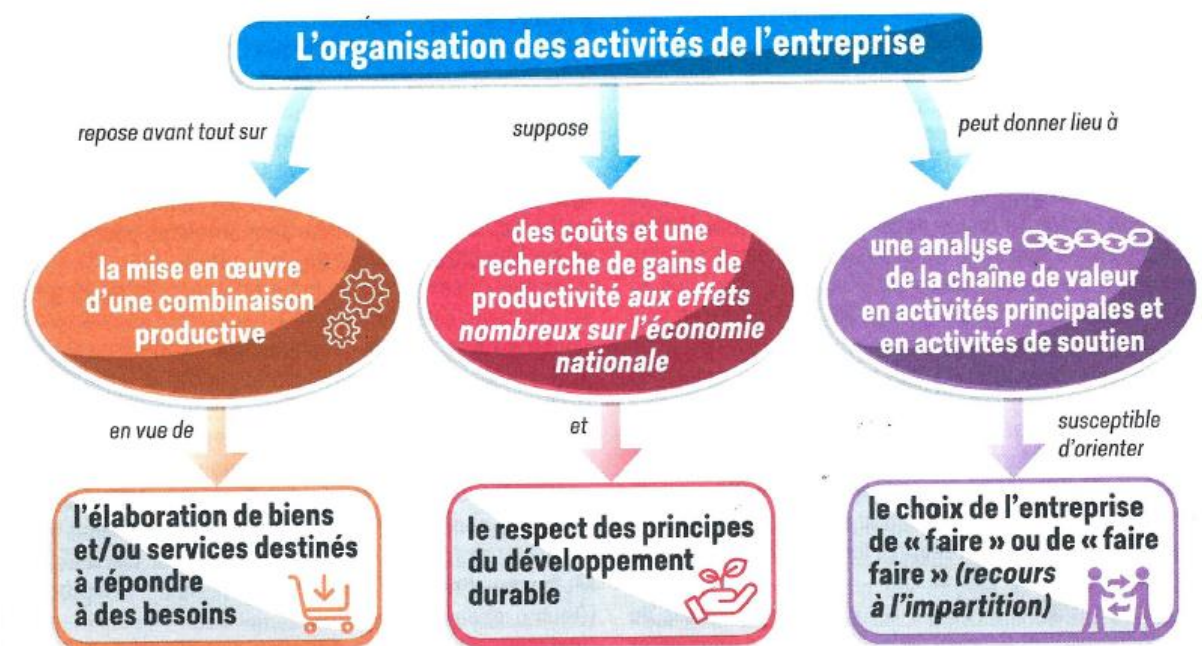 L'organisation des activités de l'entreprise
repose avant tout sur
suppose
peut donner lieu à
la mise en œuvre
d'une combinaison
productive
des coûts et une
recherche de gains de
productivité aux effets
nombreux sur l'économie
nationale
une analyse
de la chaîne de valeur
en activités principales et
en activités de soutien
en vue de
et
susceptible
d'orienter
l'élaboration de biens
et/ou services destinés
à répondre
à des besoins
le respect des principes
du développement
durable
le choix de l'entreprise
de « faire » ou de « faire
faire » (recours
à l'impartition)